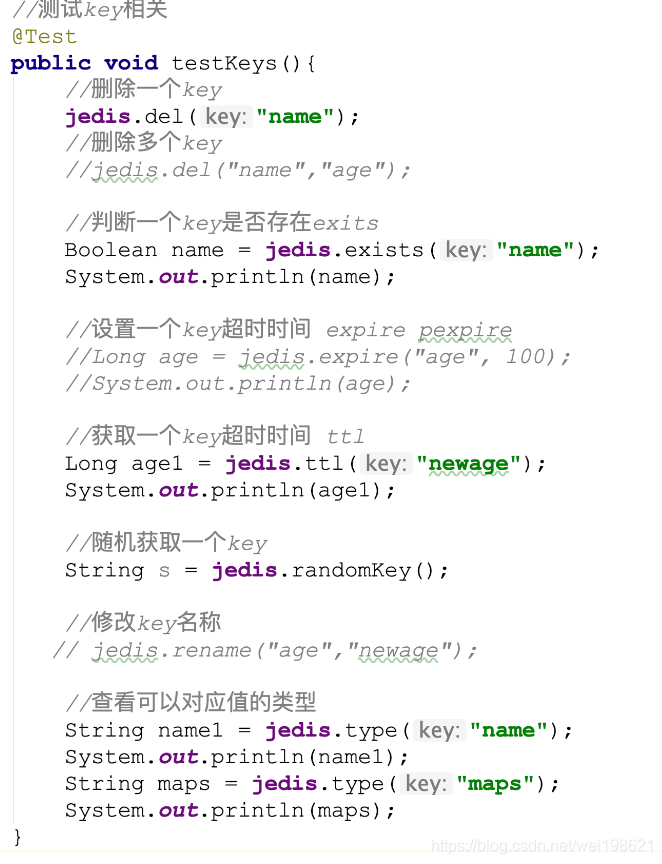 //测试key相关
@Test
public void testKeys(){
//删除一个key
jedis.del( key: "name");
//删除多个key
//jedis.del("name","age");
//判断一个key是否存在exits
Boolean name = jedis.exists( key: "name");
System.out.println(name);
//设置一个key超时时间 expire pexpire
//Long age = jedis.expire("age", 100);
//System.out.println(age);
//获取一个key超时时间 ttl
Long age1 = jedis.ttl( key: "newage");
System.out.println(age1);
//随机获取一个key
String s = jedis.randomKey();
//修改key名称
// jedis.rename("age","newage");
//查看可以对应值的类型
String name1 = jedis.type( key: "name");
System.out.println(name1);
String maps = jedis.type( key: "maps");
System.out.println(maps);
}
https://blog.csdn.net/wei198621